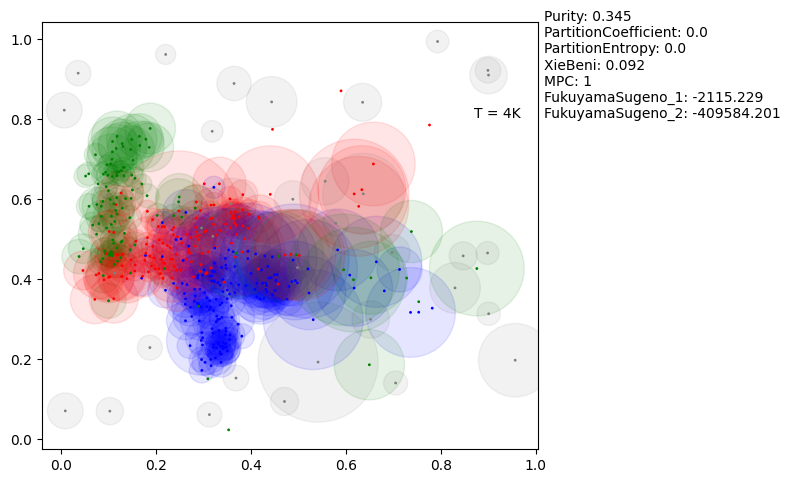 Purity: 0.345
PartitionCoefficient: 0.0
PartitionEntropy: 0.0
XieBeni: 0.092
MPC: 1
FukuyamaSugeno_1: -2115.229
FukuyamaSugeno_2: -409584.201
T = 4K
1.0
0.8
0.6
0.4
0.2
0.0
0.0 0.2 0.4 0.6 0.8 1.0